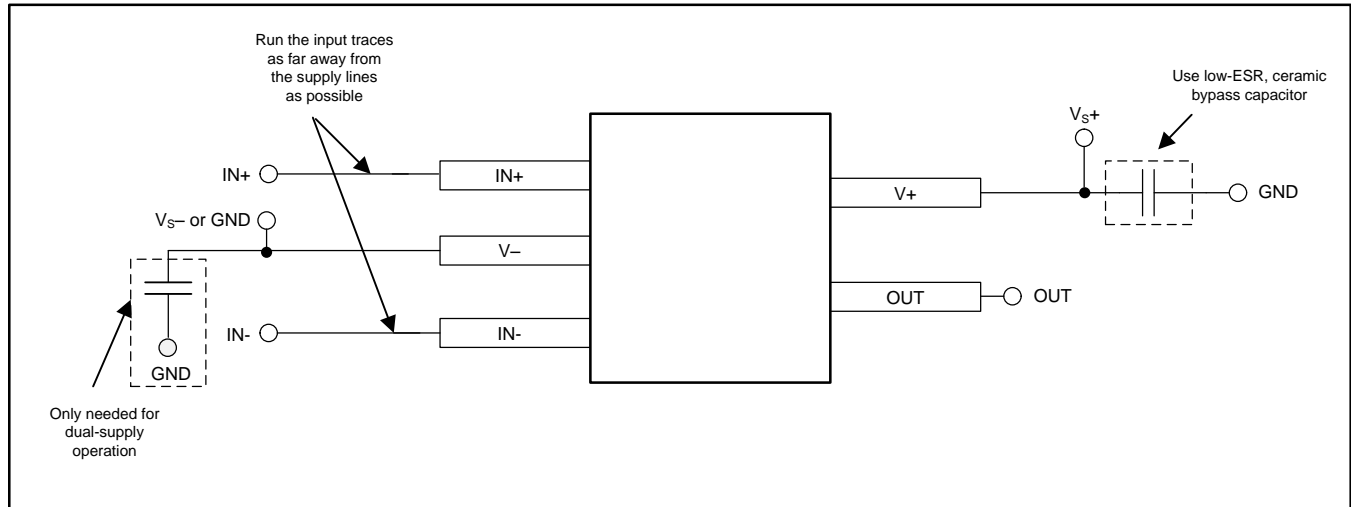 Run the input traces
as far away from
the supply lines
as possible
Use low-ESR, ceramic
bypass capacitor
VS+
IN+
IN+
V+
GND
VS– or GND
V–
OUT
OUT
IN-
IN-
GND
Only needed for
dual-supply
operation